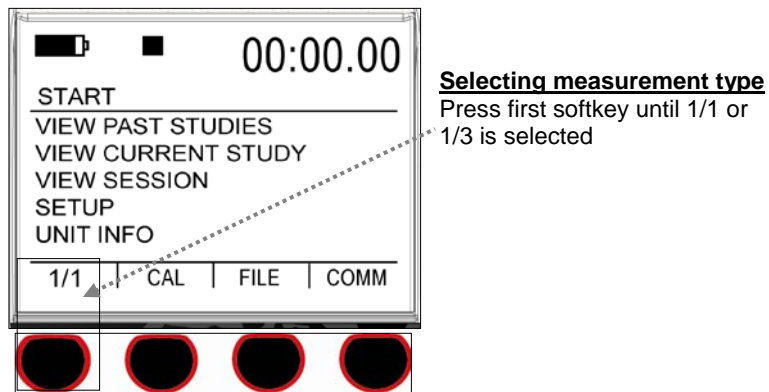 00:00.00
START
VIEW PAST STUDIES
VIEW CURRENT STUDY
VIEW SESSION
SETUP
UNIT INFO
1/1 CAL FILE COMM
Selecting measurement type
Press first softkey until 1/1 or
1/3 is selected